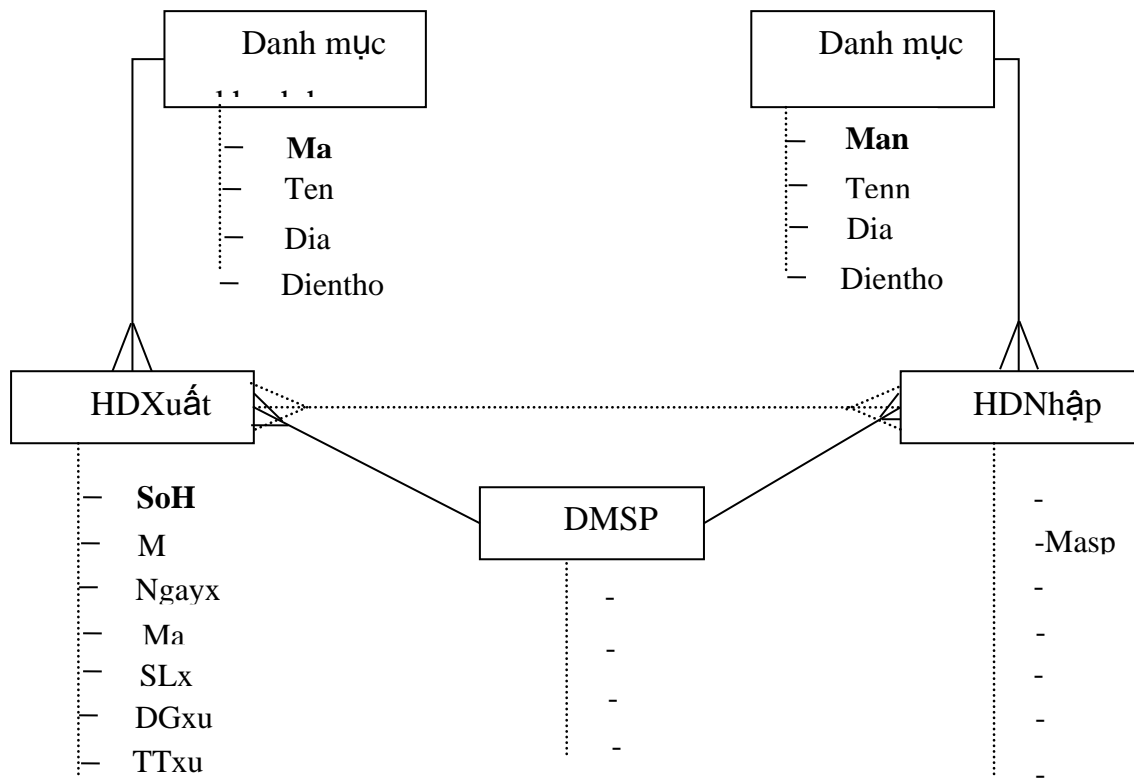 Danh mục
Ma
Ten
Dia
Dientho
Danh mục
Man
Tenn
Dia
Dientho
HDXuất
SoH
M
Ngayx
Ma
SLx
DGxu
TTxu
DMSP
-
-
-
-
HDNhập
-
-Masp
-
-
-
-
-